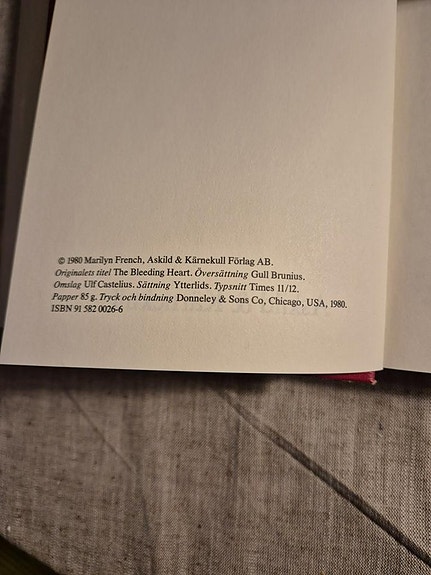 © 1980 Marilyn French, Askild & Kärnekull Förlag AB.
Originalets titel The Bleeding Heart. Översättning Gull Brunius.
Omslag Ulf Castelius. Sättning Ytterlids. Typsnitt Times 11/12.
Papper 85 g. Tryck och bindning Donneley & Sons Co, Chicago, USA, 1980.
ISBN 91 582 0026-6